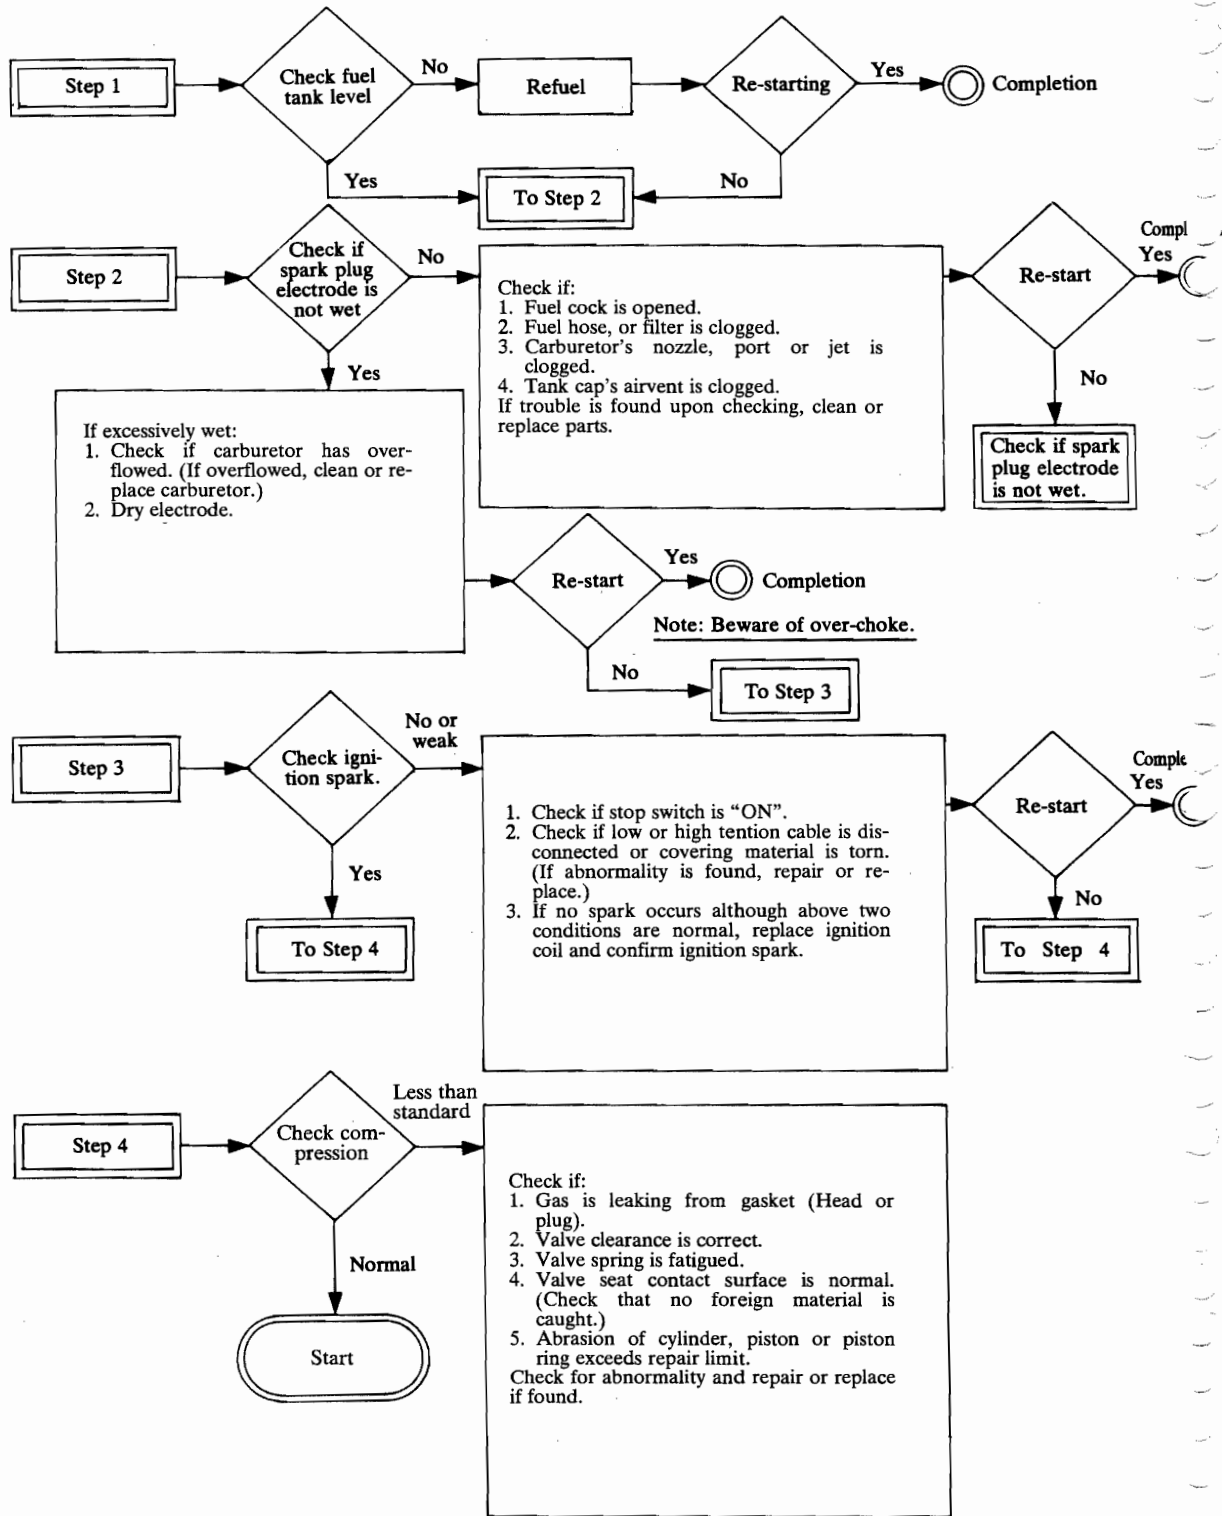 Step 1
Check fuel
tank level
No
Refuel
Re-starting
Yes
Completion
Yes
To Step 2
No
Step 2
Check if
spark plug
electrode is
not wet
No
Check if:
1. Fuel cock is opened.
2. Fuel hose, or filter is clogged.
3. Carburetor's nozzle, port or jet is
clogged.
4. Tank cap's airvent is clogged.
If trouble is found upon checking, clean or
replace parts.
Re-start
Compl
Yes
No
Check if spark
plug electrode
is not wet.
Yes
If excessively wet:
1. Check if carburetor has over-
flowed. (If overflowed, clean or re-
place carburetor.)
2. Dry electrode.
Re-start
Yes
Completion
Note: Beware of over-choke.
No
To Step 3
Step 3
Check igni-
tion spark.
No or
weak
1. Check if stop switch is “ON”.
2. Check if low or high tention cable is dis-
connected or covering material is torn.
(If abnormality is found, repair or re-
place.)
3. If no spark occurs although above two
conditions are normal, replace ignition
coil and confirm ignition spark.
Re-start
Comple
Yes
No
To Step 4
Yes
To Step 4
Step 4
Check com-
pression
Less than
standard
Check if:
1. Gas is leaking from gasket (Head or
plug).
2. Valve clearance is correct.
3. Valve spring is fatigued.
4. Valve seat contact surface is normal.
(Check that no foreign material is
caught.)
5. Abrasion of cylinder, piston or piston
ring exceeds repair limit.
Check for abnormality and repair or replace
if found.
Normal
Start